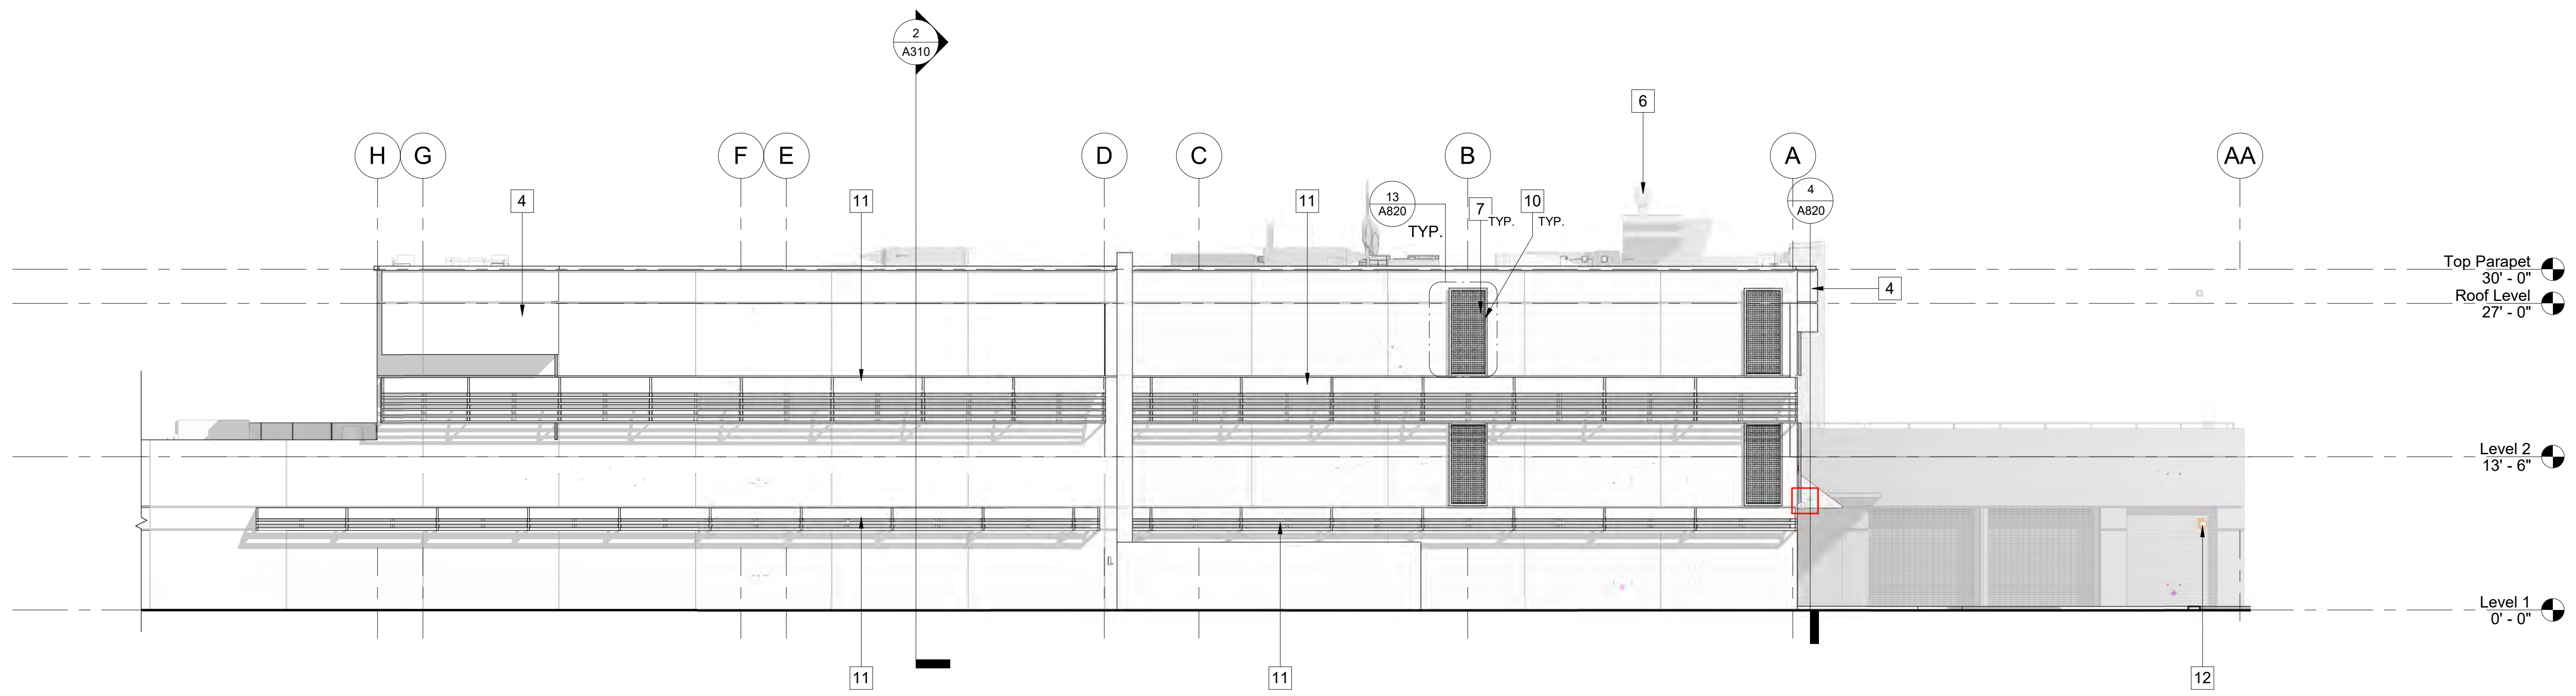 2
A310
6
H
G
F
E
D
C
B
A
AA
4
11
11
13
A820
TYP.
7
TYP.
10
TYP.
4
A820
Top Parapet
30' - 0"
4
Roof Level
27' - 0"
Level 2
13' - 6"
Level 1
0' - 0"
11
11
12